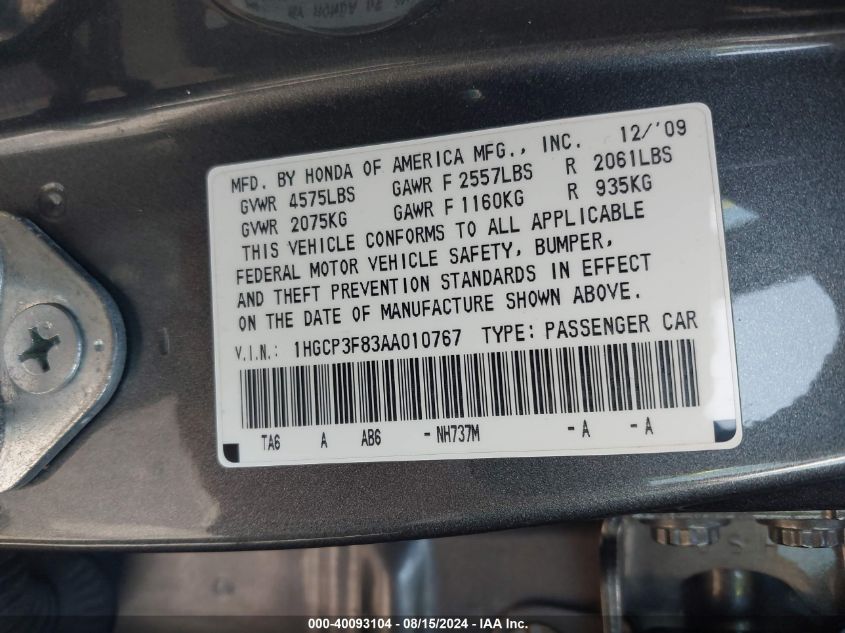 MFD. BY HONDA OF AMERICA MFG., INC. 12/'09
GVWR 4575LBS GAWR F 2557LBS R 2061LBS
GVWR 2075KG GAWR F 1160KG R 935KG
THIS VEHICLE CONFORMS TO ALL APPLICABLE
FEDERAL MOTOR VEHICLE SAFETY, BUMPER,
AND THEFT PREVENTION STANDARDS IN EFFECT
ON THE DATE OF MANUFACTURE SHOWN ABOVE.
V.I.N.: 1HGCP3F83AA010767 TYPE: PASSENGER CAR
TA6 A AB6 - NH737M - A - A
000-40093104 - 08/15/2024 - IAA Inc.